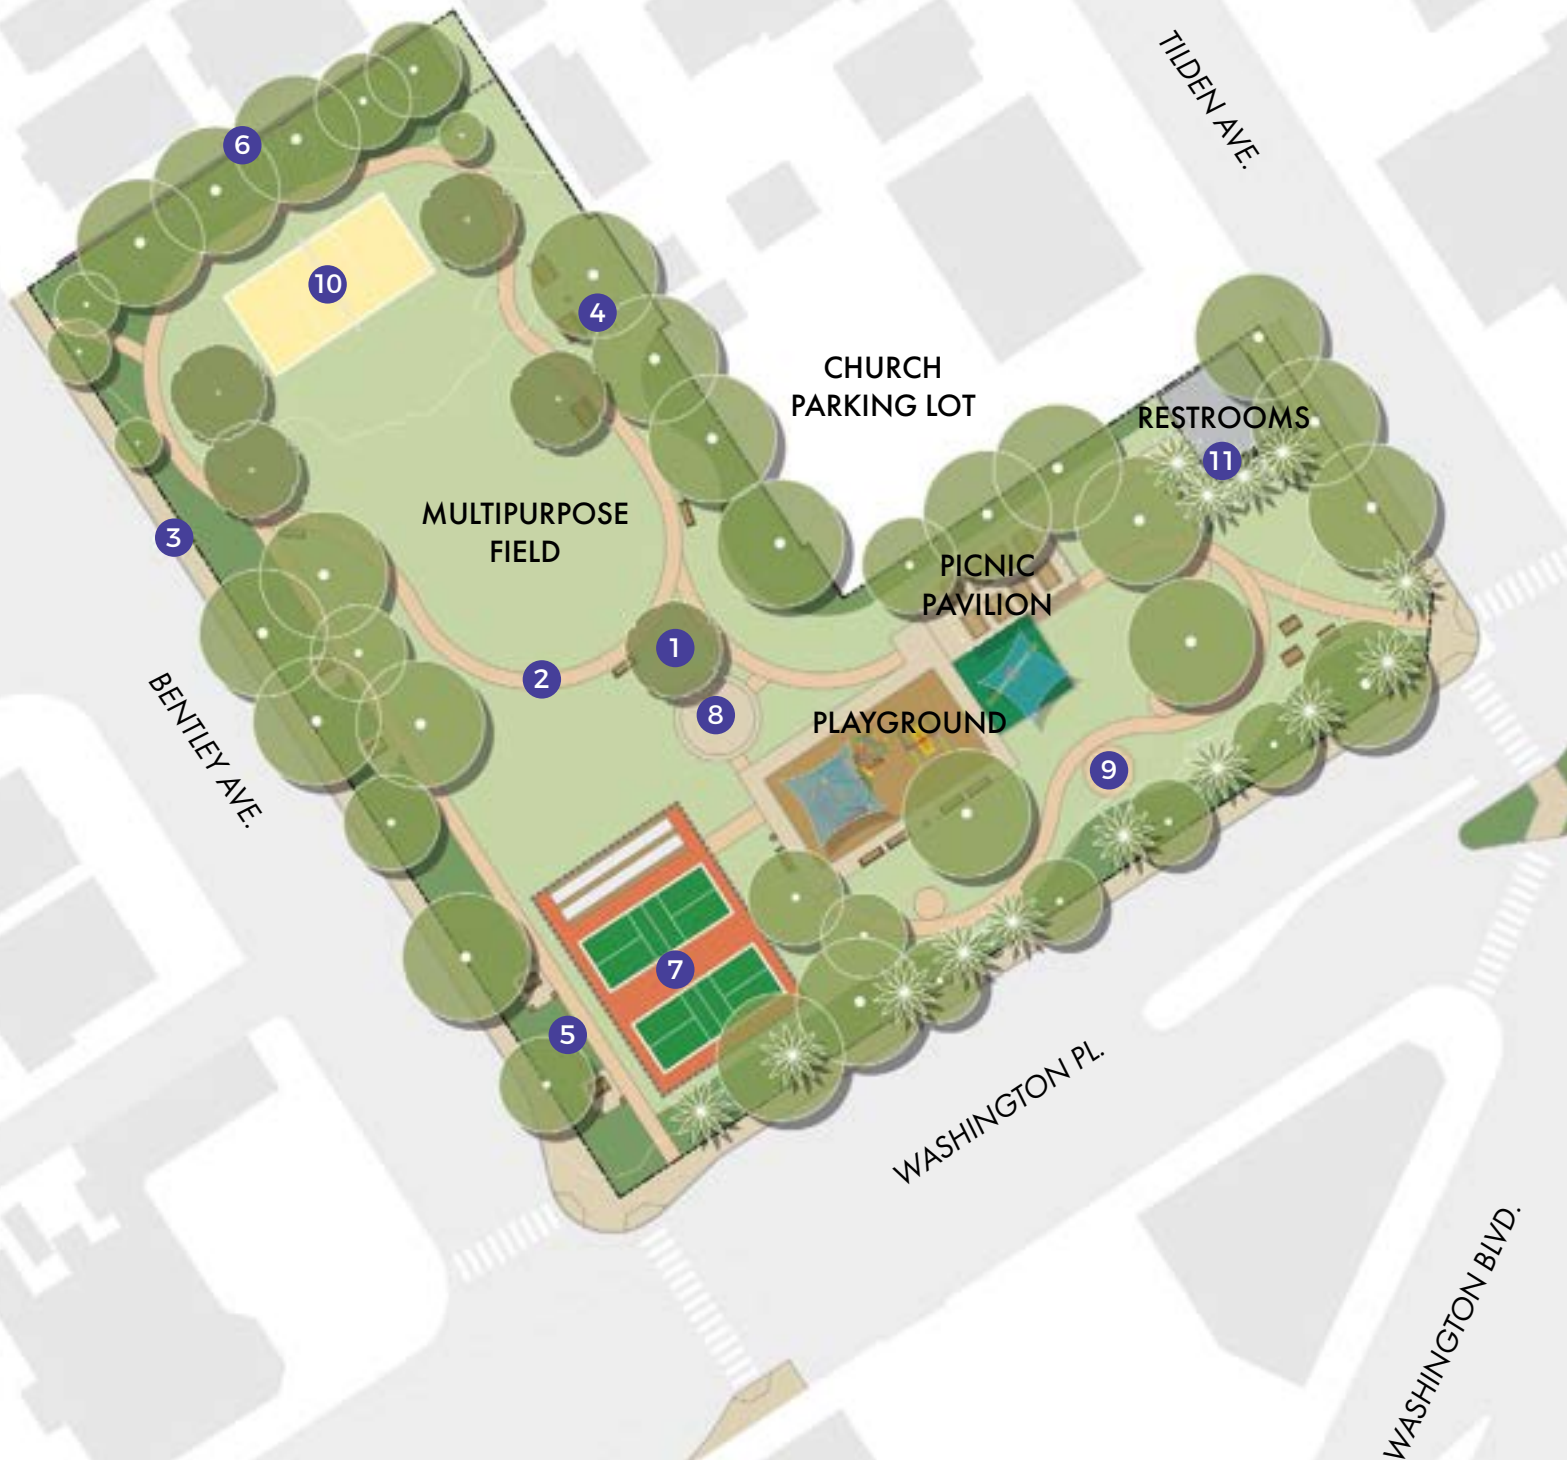 TILDEN AVE.
6
10
4
CHURCH
PARKING LOT
RESTROOMS
11
MULTIPURPOSE
FIELD
3
PICNIC
PAVILION
1
2
8
PLAYGROUND
9
BENTLEY AVE.
7
5
WASHINGTON PL.
WASHINGTON BLVD.